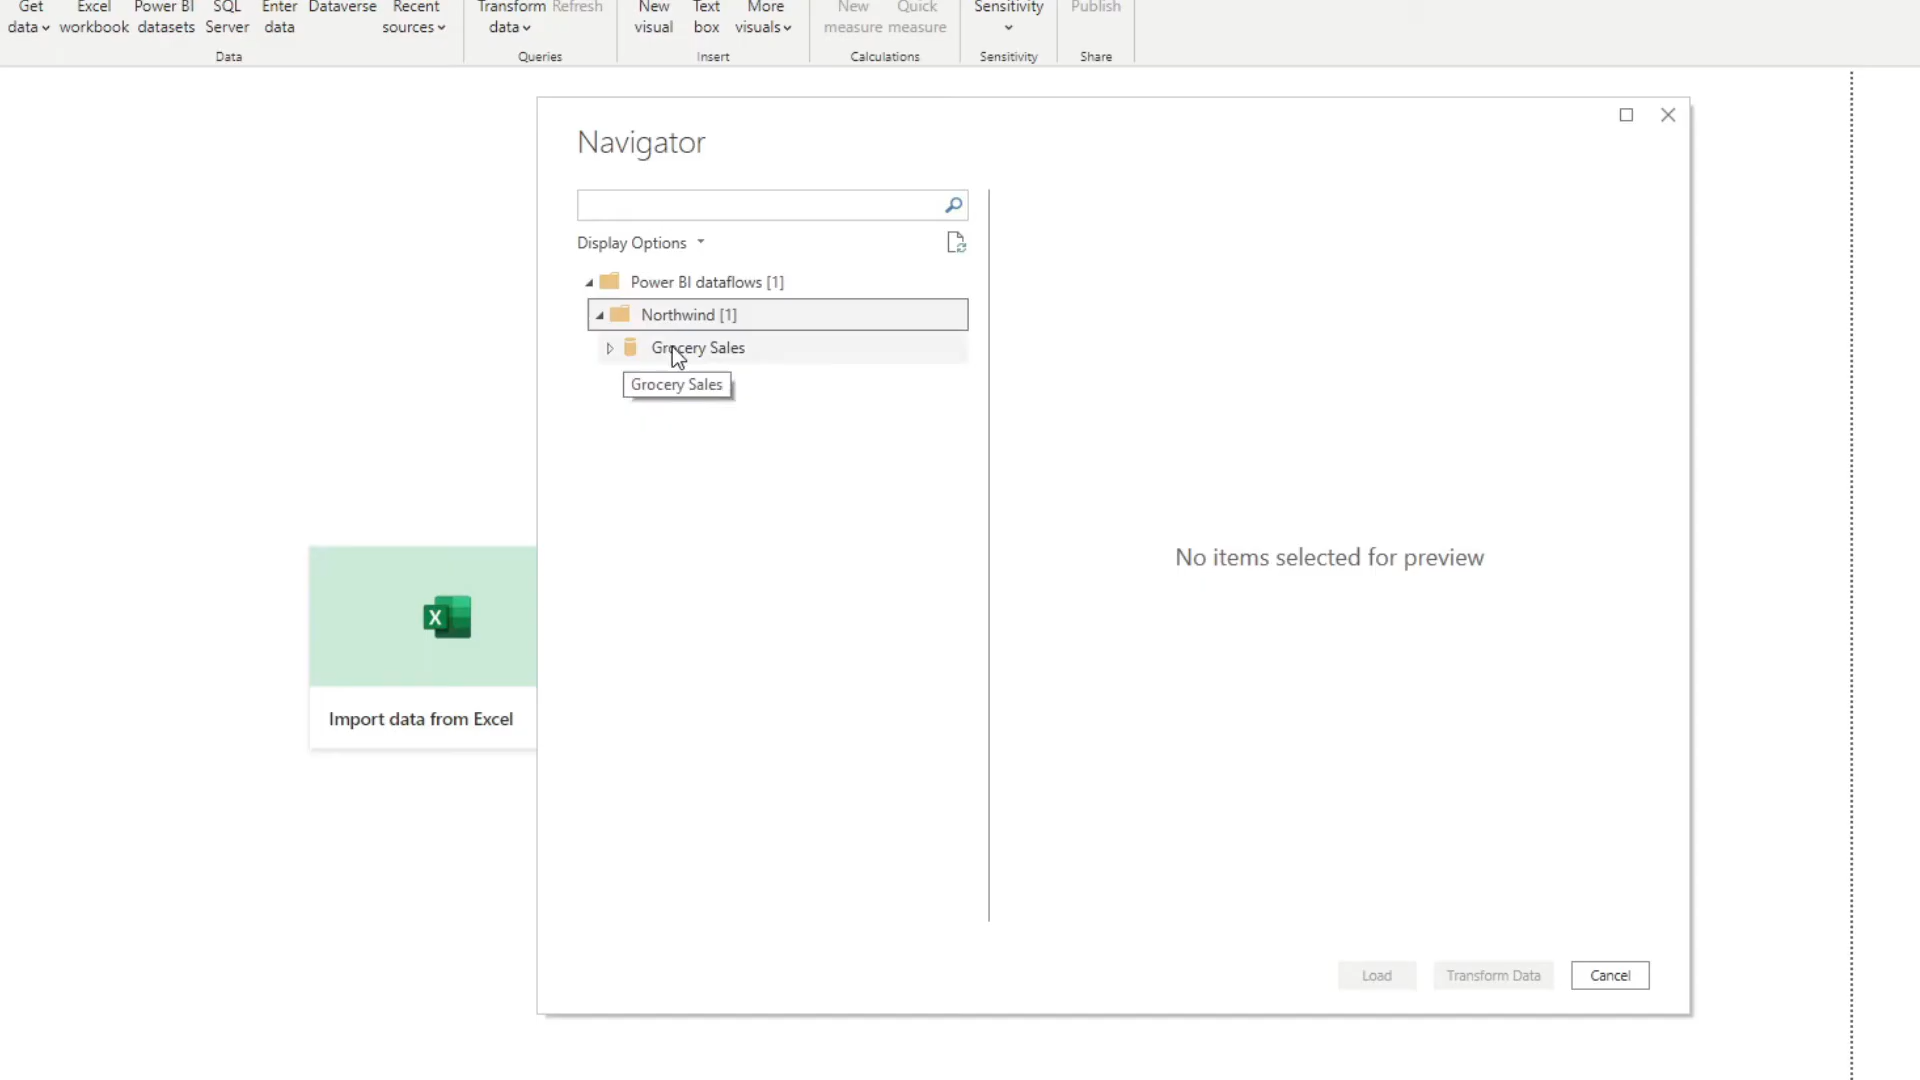 Get data
Excel workbook
Power BI datasets
SQL Server
Enter data
Dataverse
Recent sources
Data
Transform data
Refresh
Queries
New visual
Text box
More visuals
Insert
New measure
Quick measure
Calculations
Sensitivity
Sensitivity
Publish
Share
Navigator
Display Options
Power BI dataflows [1]
Northwind [1]
Grocery Sales
Grocery Sales
No items selected for preview
Import data from Excel
Load
Transform Data
Cancel